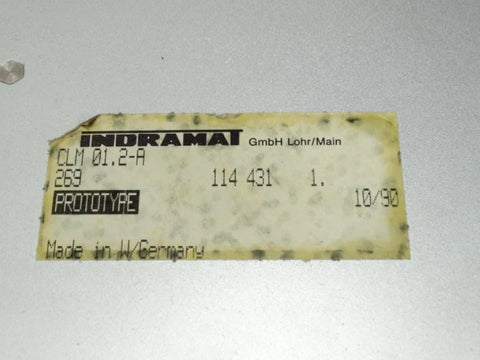 INDRAMAT GmbH Lohr/Main
CLM 01.2-A
269 114 431 1.
PROTOTYPE 10/90
Made in W/Germany